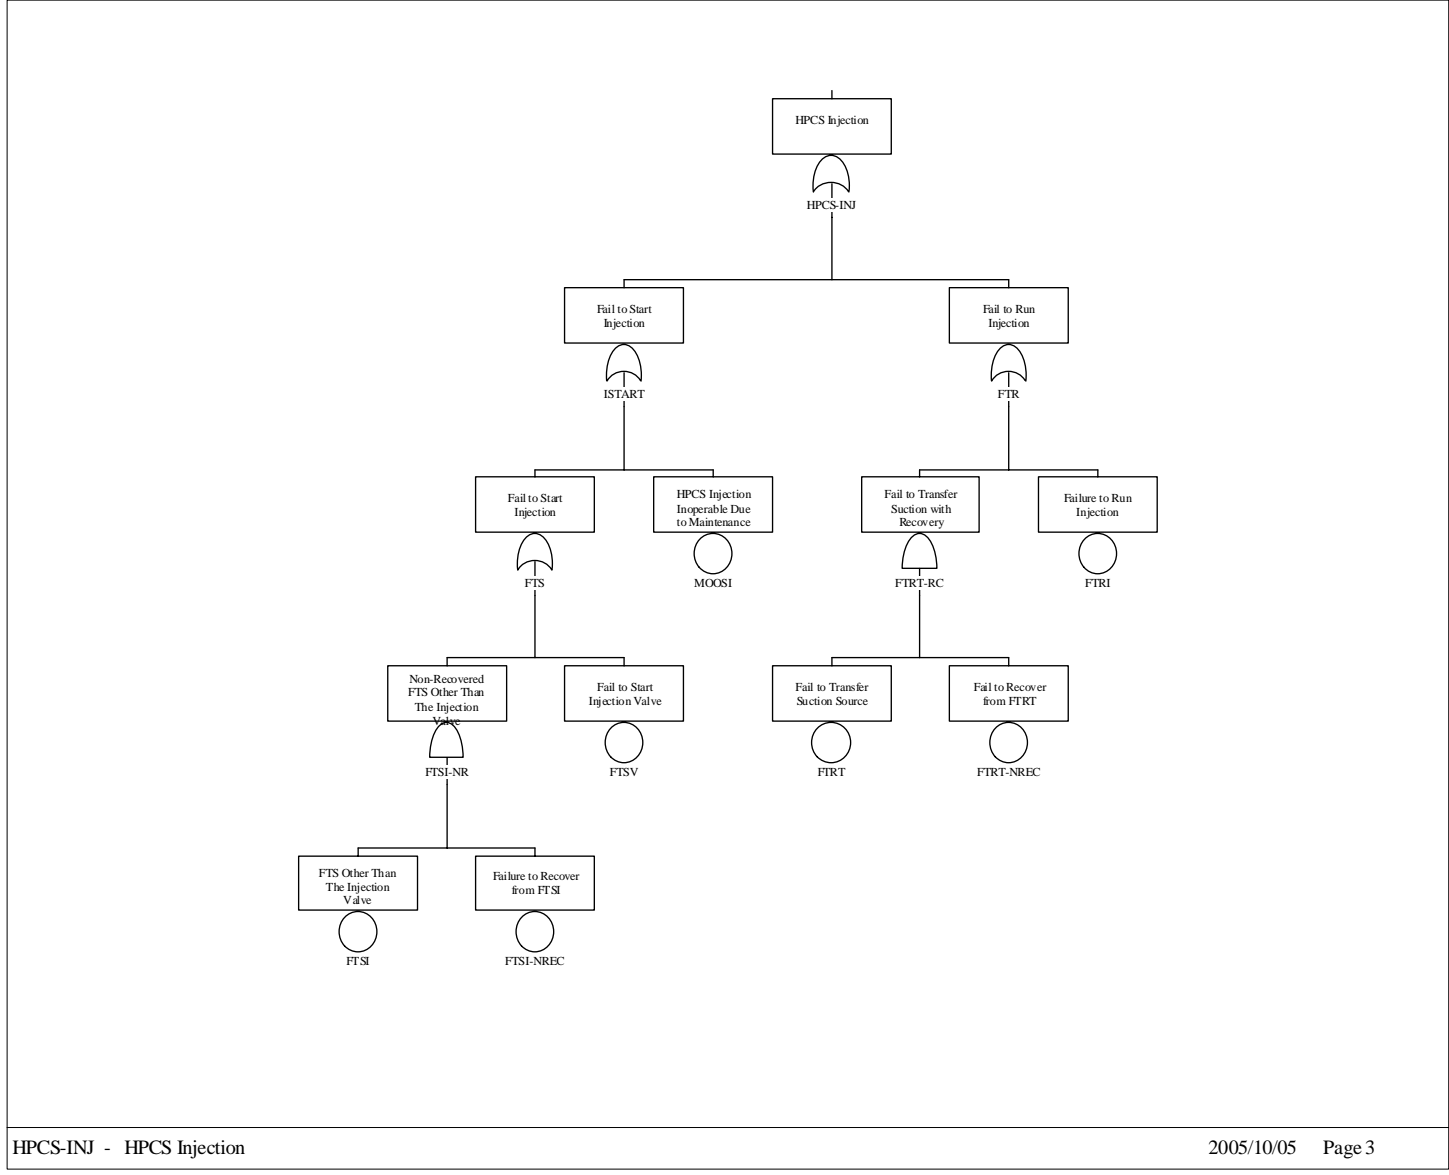 HPCS Injection
HPCS-INJ
Fail to Start
Injection
ISTART
Fail to Run
Injection
FTR
Fail to Start
Injection
FTS
HPCS Injection
Inoperable Due
to Maintenance
MOOSI
Fail to Transfer
Suction with
Recovery
FTRT-RC
Failure to Run
Injection
FTRI
Non-Recovered
FTS Other Than
The Injection
Valve
FTSI-NR
Fail to Start
Injection Valve
FTSV
Fail to Transfer
Suction Source
FTRT
Fail to Recover
from FTRT
FTRT-NREC
FTS Other Than
The Injection
Valve
FTSI
Failure to Recover
from FTSI
FTSI-NREC
HPCS-INJ - HPCS Injection
2005/10/05 Page 3